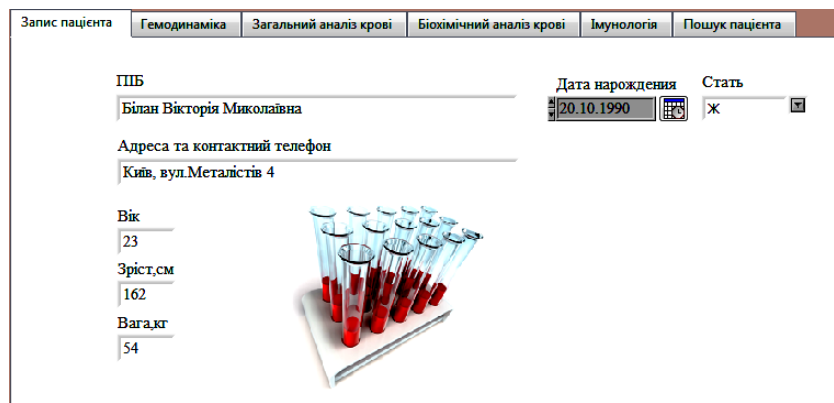 Запис пацієнта Гемодинаміка Загальний аналіз крові Біохімічний аналіз крові Імунологія Пошук пацієнта
ПІБ Дата нарождения Стать
Білан Вікторія Миколаївна 20.10.1990 Ж
Адреса та контактний телефон
Київ, вул.Металістів 4
Вік
23
Зріст,см
162
Вага,кг
54